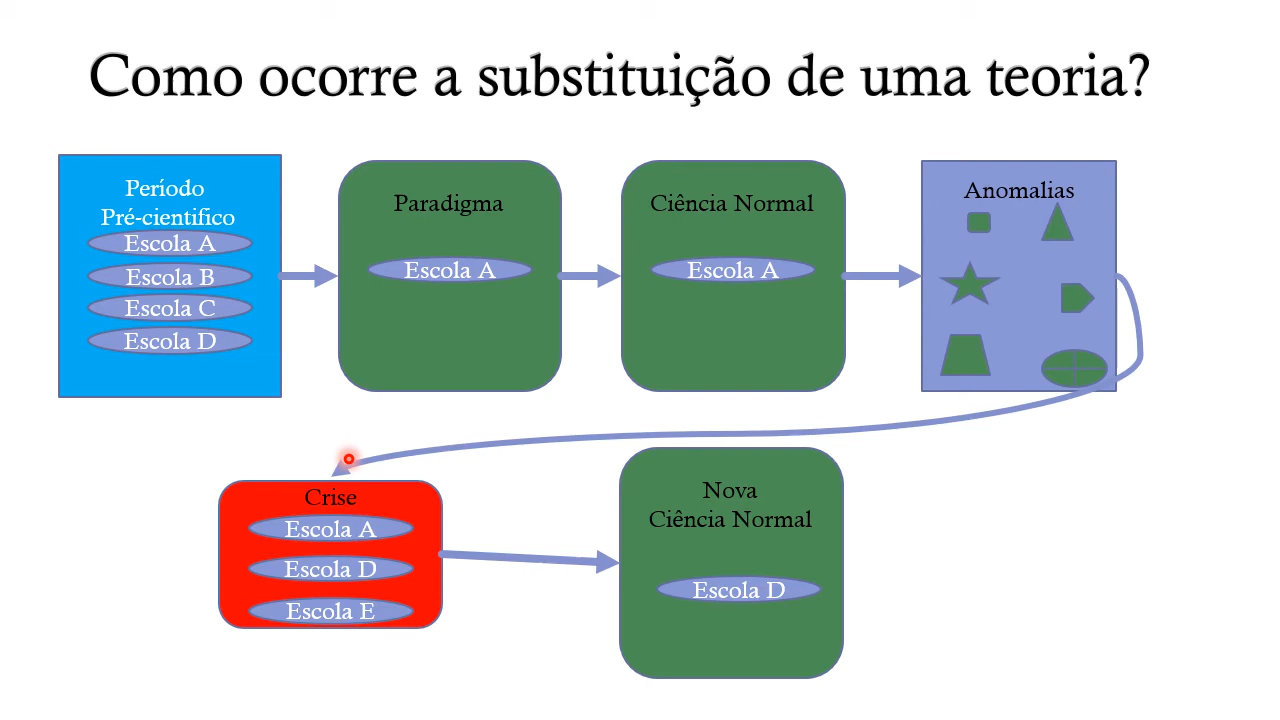 Como ocorre a substituição de uma teoria?
Período
Pré-cientifico
Escola A
Escola B
Escola C
Escola D
Paradigma
Escola A
Ciência Normal
Escola A
Anomalias
Crise
Escola A
Escola D
Escola E
Nova
Ciência Normal
Escola D